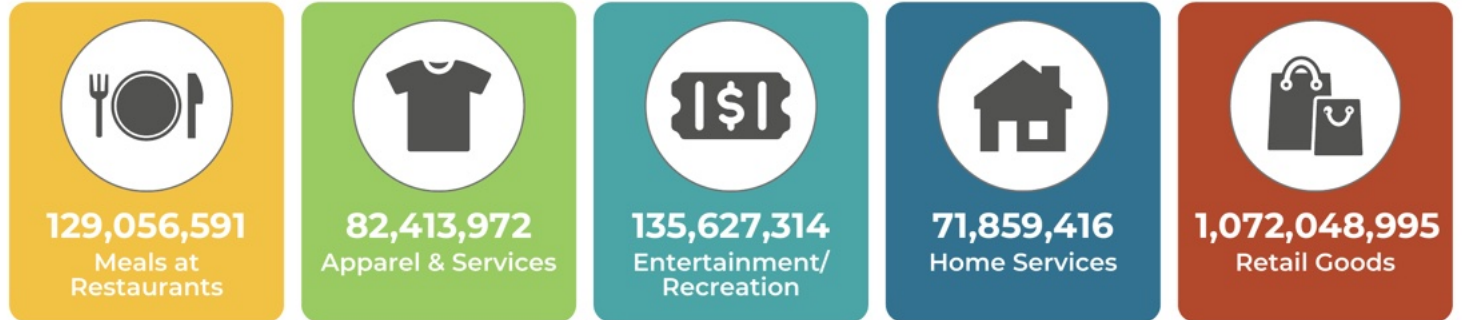 129,056,591
Meals at
Restaurants
82,413,972
Apparel & Services
$
135,627,314
Entertainment/
Recreation
71,859,416
Home Services
1,072,048,995
Retail Goods